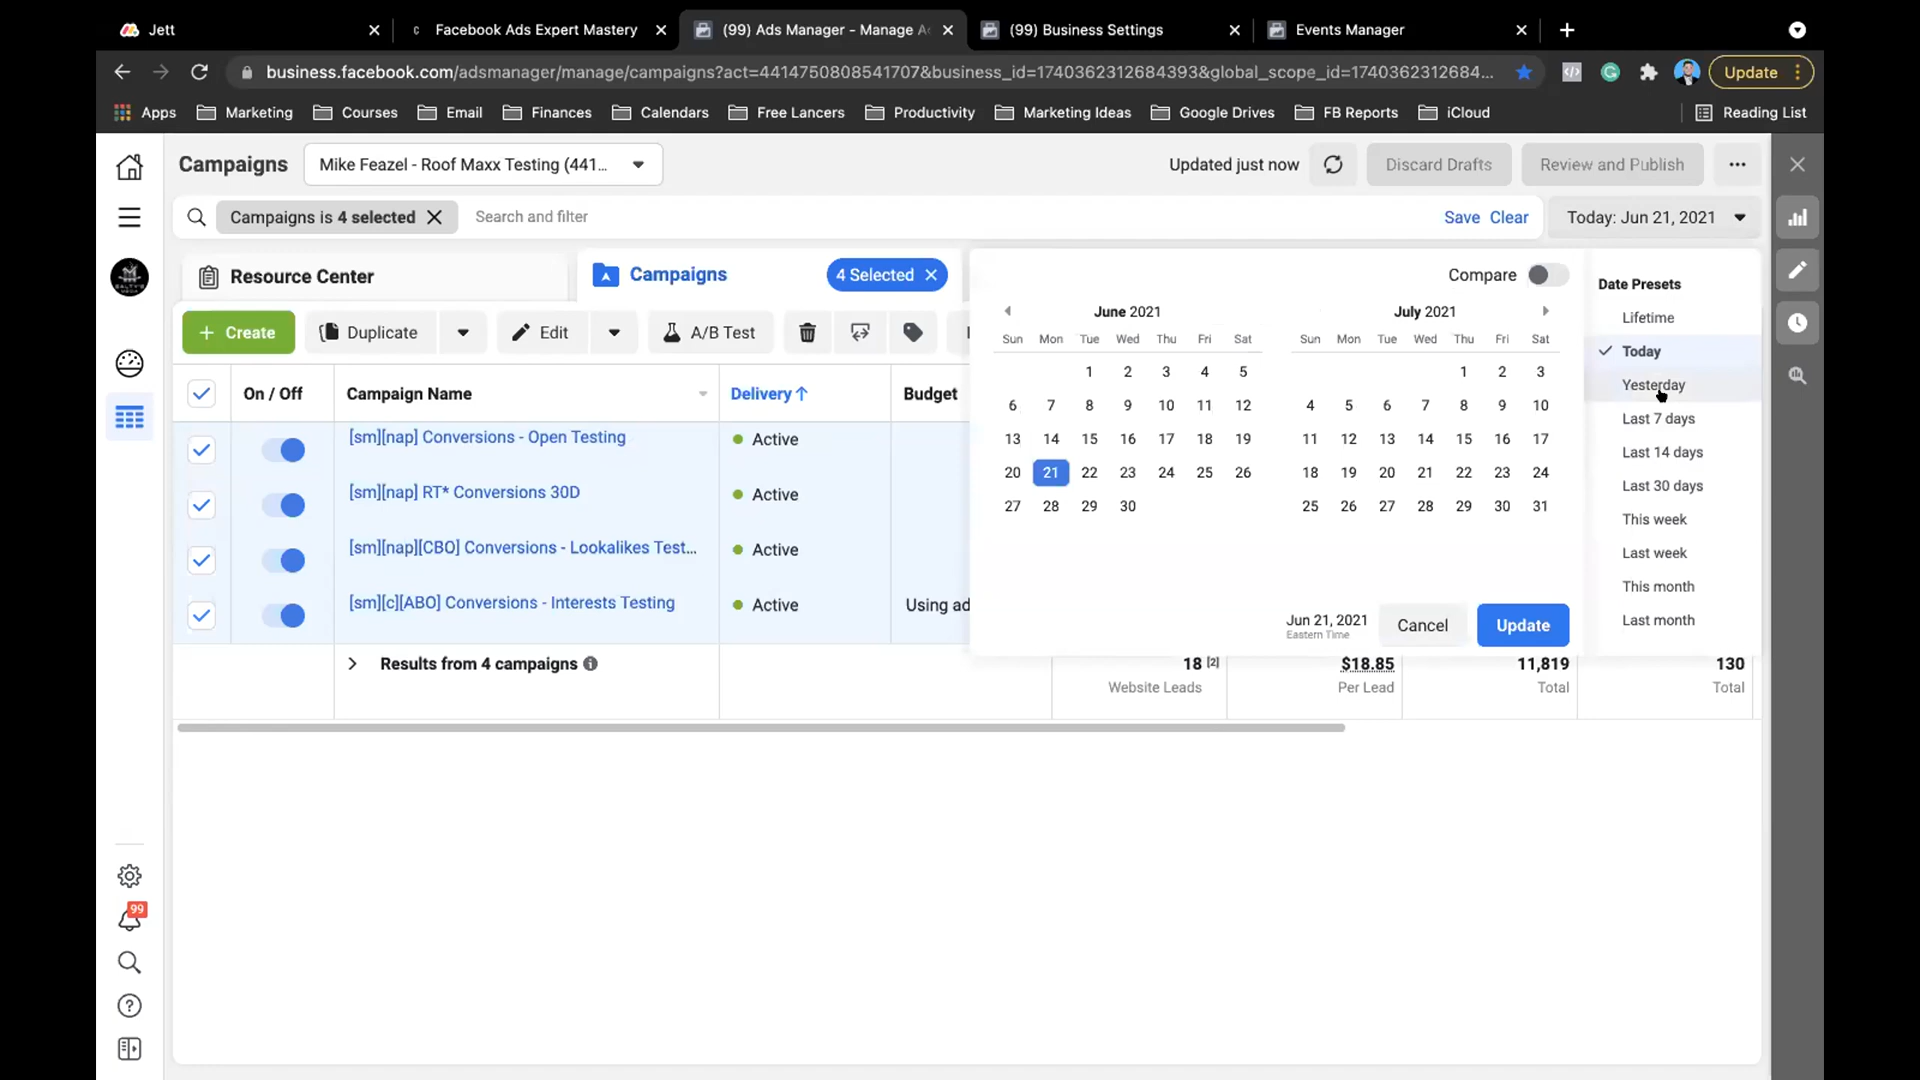 Jett
Facebook Ads Expert Mastery
(99) Ads Manager - Manage Ac
(99) Business Settings
Events Manager
business.facebook.com/adsmanager/manage/campaigns?act=4414750808541707&business_id=1740362312684393&global_scope_id=1740362312684...
Update
Apps
Marketing
Courses
Email
Finances
Calendars
Free Lancers
Productivity
Marketing Ideas
Google Drives
FB Reports
iCloud
Reading List
Campaigns
Mike Feazel - Roof Maxx Testing (441...
Updated just now
Discard Drafts
Review and Publish
Campaigns is 4 selected
Search and filter
Save
Clear
Today: Jun 21, 2021
Resource Center
Campaigns
4 Selected
Create
Duplicate
Edit
A/B Test
On / Off
Campaign Name
Delivery
Budget
[sm][nap] Conversions - Open Testing
Active
[sm][nap] RT* Conversions 30D
Active
[sm][nap][CBO] Conversions - Lookalikes Test...
Active
[sm][c][ABO] Conversions - Interests Testing
Active
Using ad
Results from 4 campaigns
18 [2]
Website Leads
$18.85
Per Lead
11,819
Total
130
Total
Compare
June 2021
Sun Mon Tue Wed Thu Fri Sat
1 2 3 4 5
6 7 8 9 10 11 12
13 14 15 16 17 18 19
20 21 22 23 24 25 26
27 28 29 30
July 2021
Sun Mon Tue Wed Thu Fri Sat
1 2 3
4 5 6 7 8 9 10
11 12 13 14 15 16 17
18 19 20 21 22 23 24
25 26 27 28 29 30 31
Jun 21, 2021
Eastern Time
Cancel
Update
Date Presets
Lifetime
Today
Yesterday
Last 7 days
Last 14 days
Last 30 days
This week
Last week
This month
Last month
99